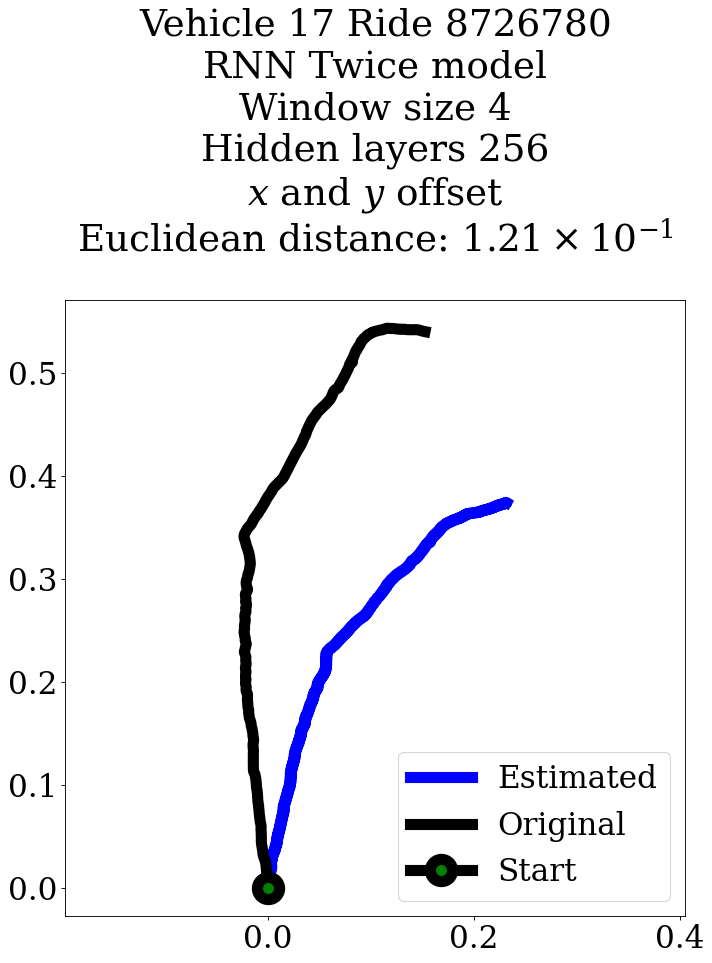 Vehicle 17 Ride 8726780
RNN Twice model
Window size 4
Hidden layers 256
x and y offset
Euclidean distance: 1.21 × 10⁻¹
0.5
0.4
0.3
0.2
0.1
0.0
Estimated
Original
Start
0.0 0.2 0.4